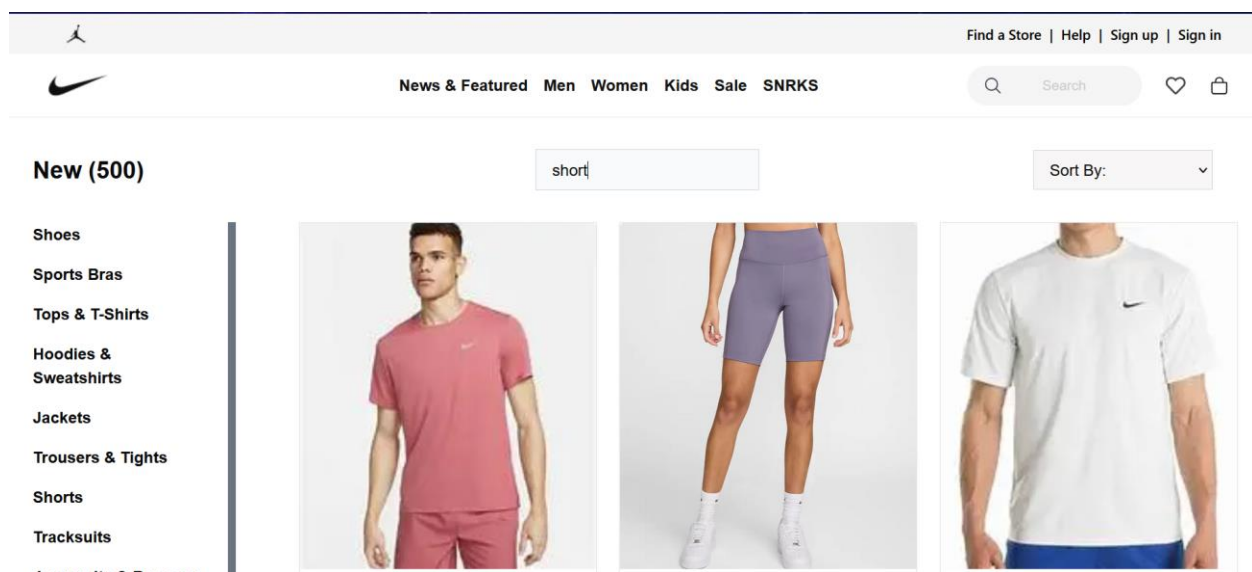 Find a Store | Help | Sign up | Sign in
News & Featured Men Women Kids Sale SNRKS
Search
New (500)
short
Sort By:
Shoes
Sports Bras
Tops & T-Shirts
Hoodies &
Sweatshirts
Jackets
Trousers & Tights
Shorts
Tracksuits